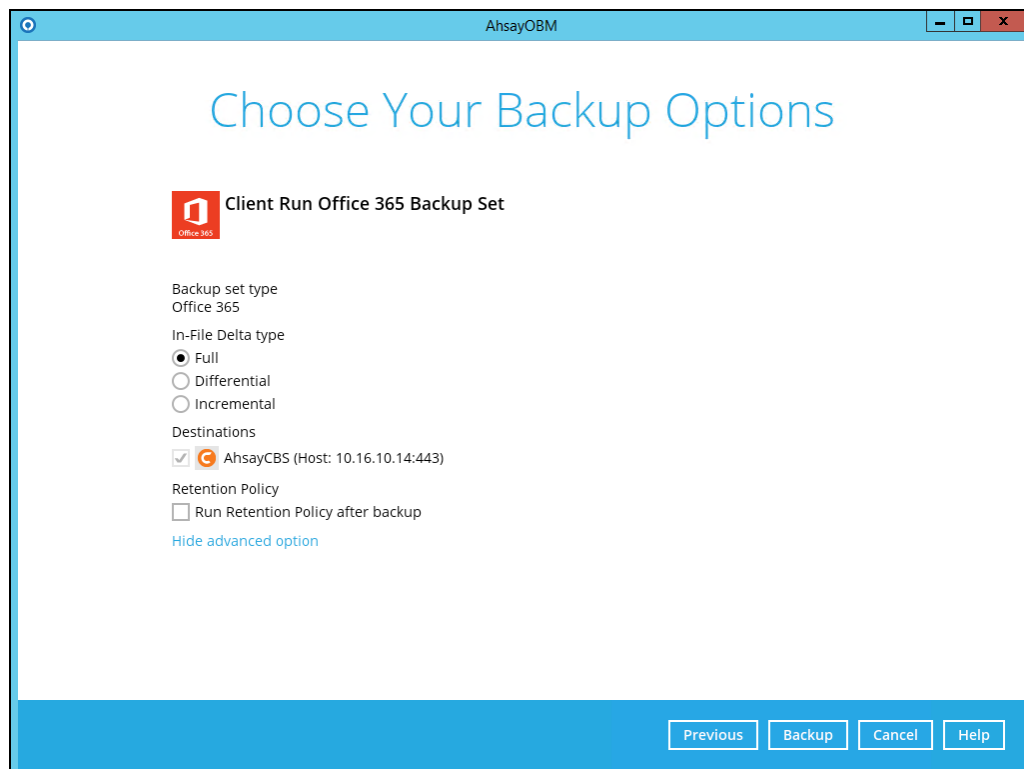 AhsayOBM
Choose Your Backup Options
Client Run Office 365 Backup Set
Office 365
Backup set type
Office 365
In-File Delta type
Full
Differential
Incremental
Destinations
AhsayCBS (Host: 10.16.10.14:443)
Retention Policy
Run Retention Policy after backup
Hide advanced option
Previous Backup Cancel Help